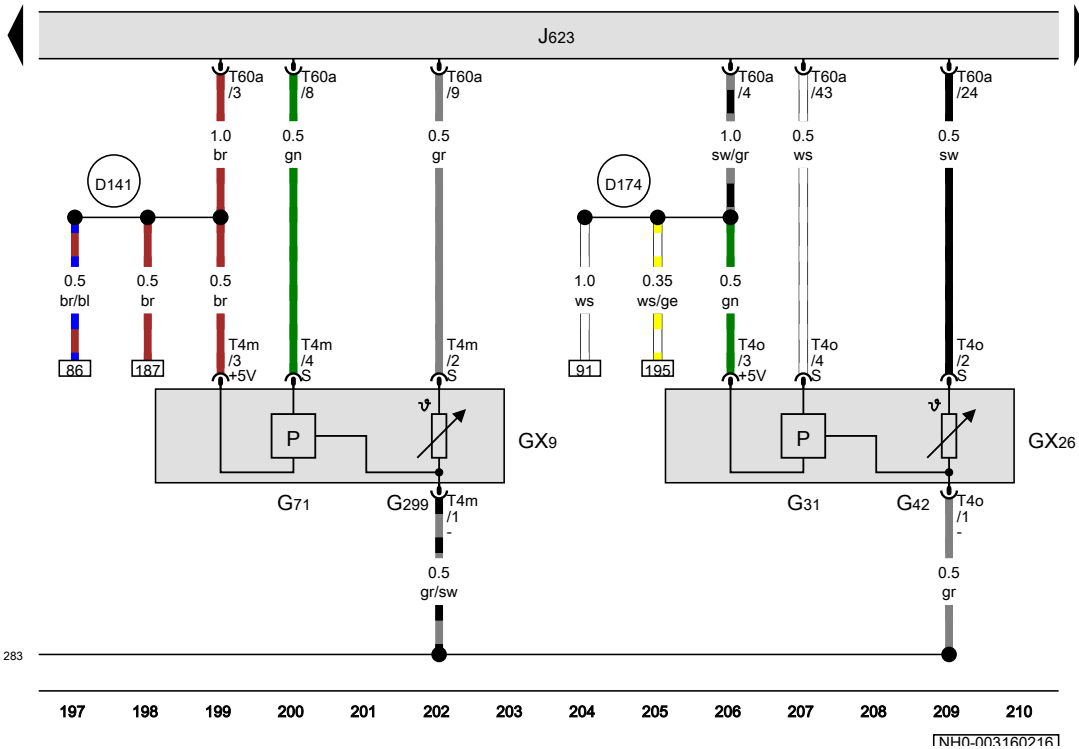 J623
T60a T60a T60a T60a T60a T60a
/3 /8 /9 /4 /43 /24
1.0 0.5 0.5 1.0 0.5 0.5
br gn gr sw/gr ws sw
D141 D174
0.5 0.5 0.5 1.0 0.35 0.5
br/bl br br ws ws/ge gn
T4m T4m T4m T4o T4o T4o
/3 /4 /2 /3 /4 /2
86 187 +5V S S 91 195 +5V S S
ϑ ϑ
P GX9 P GX26
G71 G299 T4m G31 G42 T4o
/1 /1
- -
0.5 0.5
gr/sw gr
283
197 198 199 200 201 202 203 204 205 206 207 208 209 210
NH0-003160216